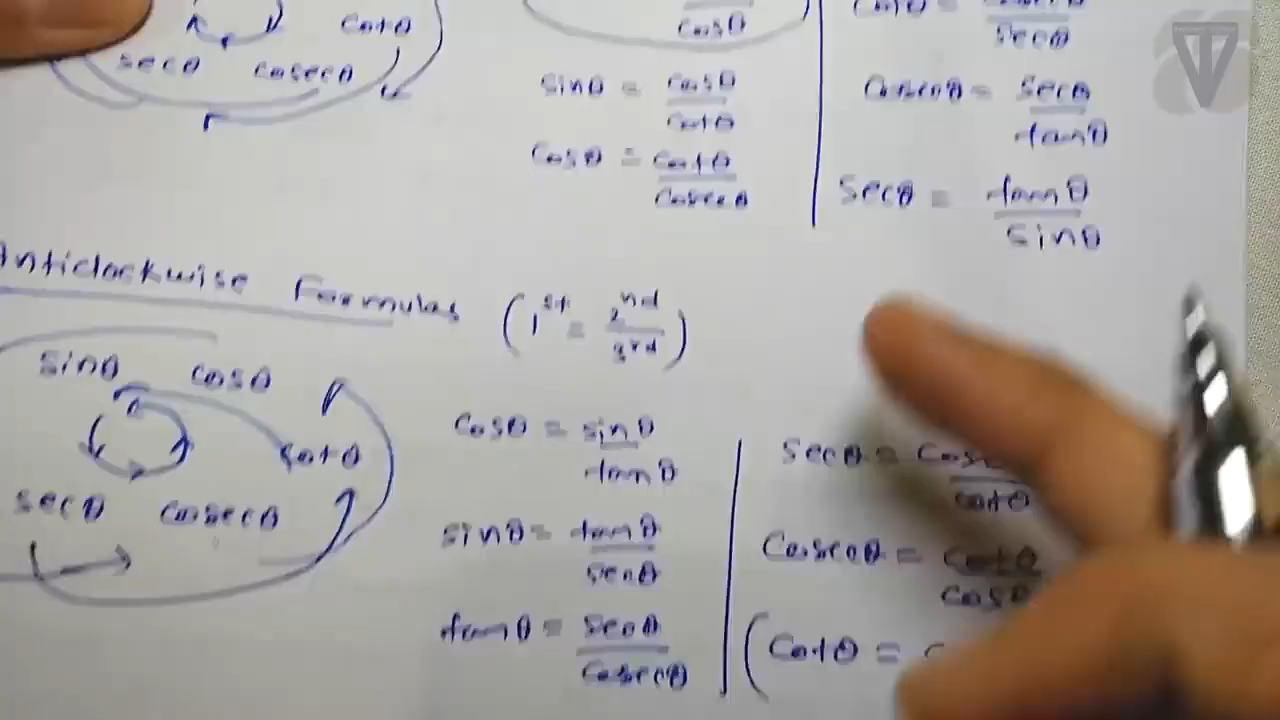 cotθ
secθ cosecθ
cosθ
sinθ = cosθ
cotθ
cosθ = cotθ
cosecθ
secθ
cosecθ = secθ
tanθ
secθ = tanθ
sinθ
Anticlockwise Formulas (1st = 2nd
3rd)
sinθ cosθ
cotθ
secθ cosecθ
cosθ = sinθ
tanθ
sinθ = tanθ
secθ
tanθ = secθ
cosecθ
secθ = cosec
cotθ
cosecθ = cotθ
cosθ
(cotθ = c